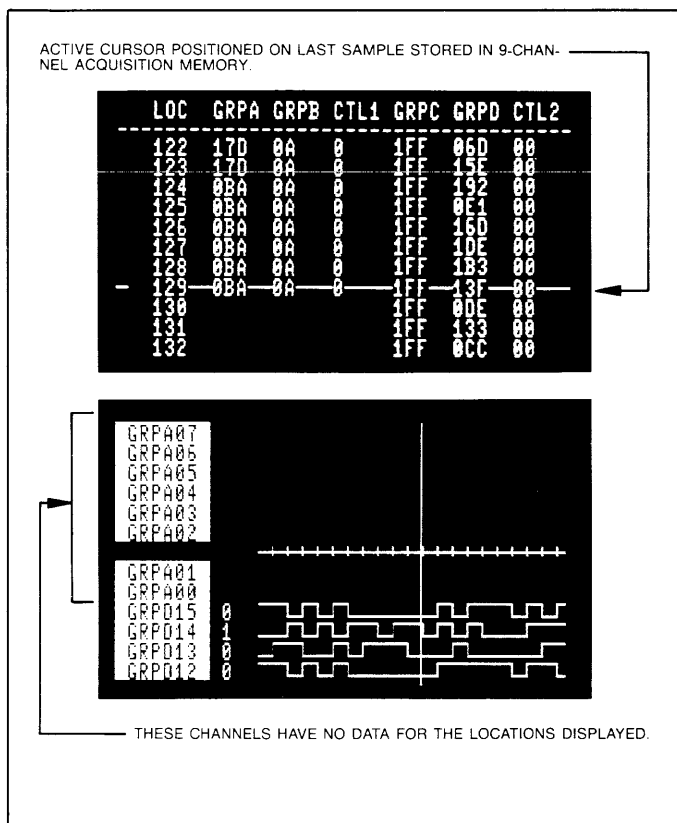 ACTIVE CURSOR POSITIONED ON LAST SAMPLE STORED IN 9-CHAN-
NEL ACQUISITION MEMORY.
LOC GRPA GRPB CTL1 GRPC GRPD CTL2
122 17D 0A 0 1FF 06D 00
123 17D 0A 0 1FF 15E 00
124 0BA 0A 0 1FF 192 00
125 0BA 0A 0 1FF 0E1 00
126 0BA 0A 0 1FF 16D 00
127 0BA 0A 0 1FF 1DE 00
128 0BA 0A 0 1FF 1B3 00
129 0BA 0A 0 1FF 13F 00
130 1FF 0DE 00
131 1FF 133 00
132 1FF 0CC 00
GRPA07
GRPA06
GRPA05
GRPA04
GRPA03
GRPA02
GRPA01
GRPA00
GRPD15 0
GRPD14 1
GRPD13 0
GRPD12 0
THESE CHANNELS HAVE NO DATA FOR THE LOCATIONS DISPLAYED.